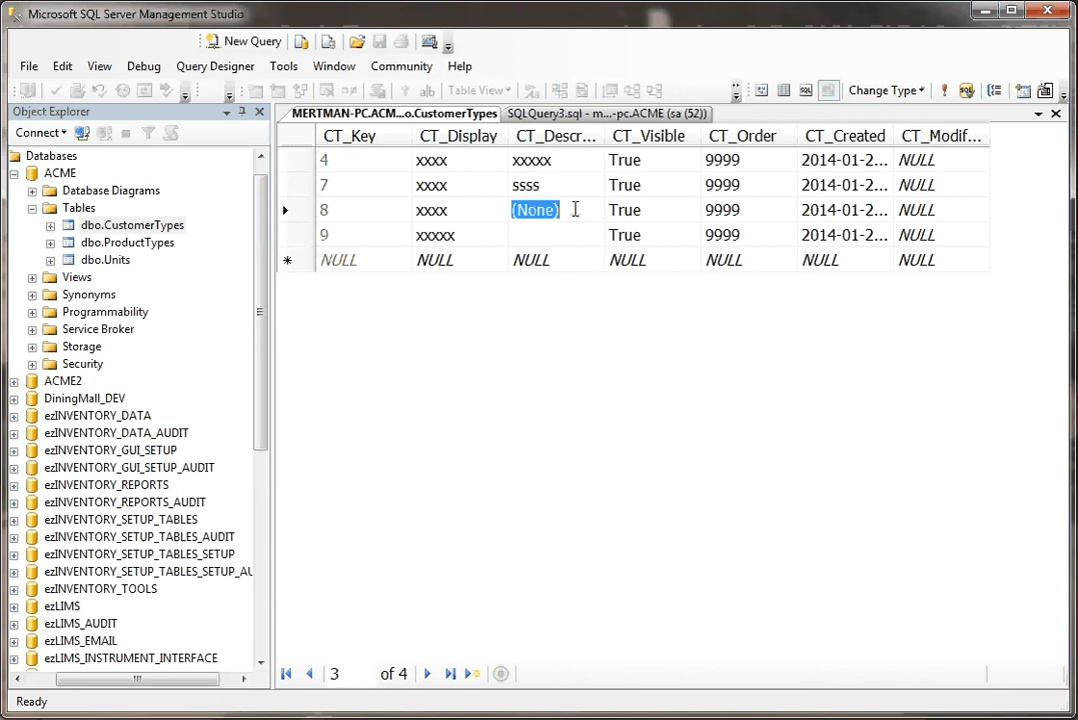 Microsoft SQL Server Management Studio
New Query
File Edit View Debug Query Designer Tools Window Community Help
Table View Change Type
Object Explorer
MERTMAN-PC.ACM...o.CustomerTypes SQLQuery3.sql - m...-pc.ACME (sa (52))
Connect
CT_Key CT_Display CT_Descr... CT_Visible CT_Order CT_Created CT_Modif...
4 xxxx xxxxx True 9999 2014-01-2... NULL
7 xxxx ssss True 9999 2014-01-2... NULL
8 xxxx {None} True 9999 2014-01-2... NULL
9 xxxxx True 9999 2014-01-2... NULL
NULL NULL NULL NULL NULL NULL NULL
Databases
ACME
Database Diagrams
Tables
dbo.CustomerTypes
dbo.ProductTypes
dbo.Units
Views
Synonyms
Programmability
Service Broker
Storage
Security
ACME2
DiningMall_DEV
ezINVENTORY_DATA
ezINVENTORY_DATA_AUDIT
ezINVENTORY_GUI_SETUP
ezINVENTORY_GUI_SETUP_AUDIT
ezINVENTORY_REPORTS
ezINVENTORY_REPORTS_AUDIT
ezINVENTORY_SETUP_TABLES
ezINVENTORY_SETUP_TABLES_AUDIT
ezINVENTORY_SETUP_TABLES_SETUP
ezINVENTORY_SETUP_TABLES_SETUP_AU
ezINVENTORY_TOOLS
ezLIMS
ezLIMS_AUDIT
ezLIMS_EMAIL
ezLIMS_INSTRUMENT_INTERFACE
3 of 4
Ready